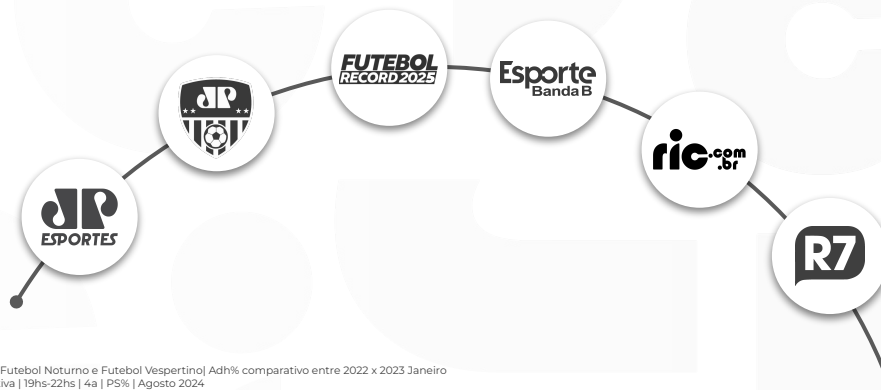 FUTEBOL
RECORD 2025
Esporte
Banda B
JP
ric.com
.br
JP
ESPORTES
R7
Futebol Noturno e Futebol Vespertino| Adh% comparativo entre 2022 x 2023 Janeiro
iva | 19hs-22hs | 4a | PS% | Agosto 2024